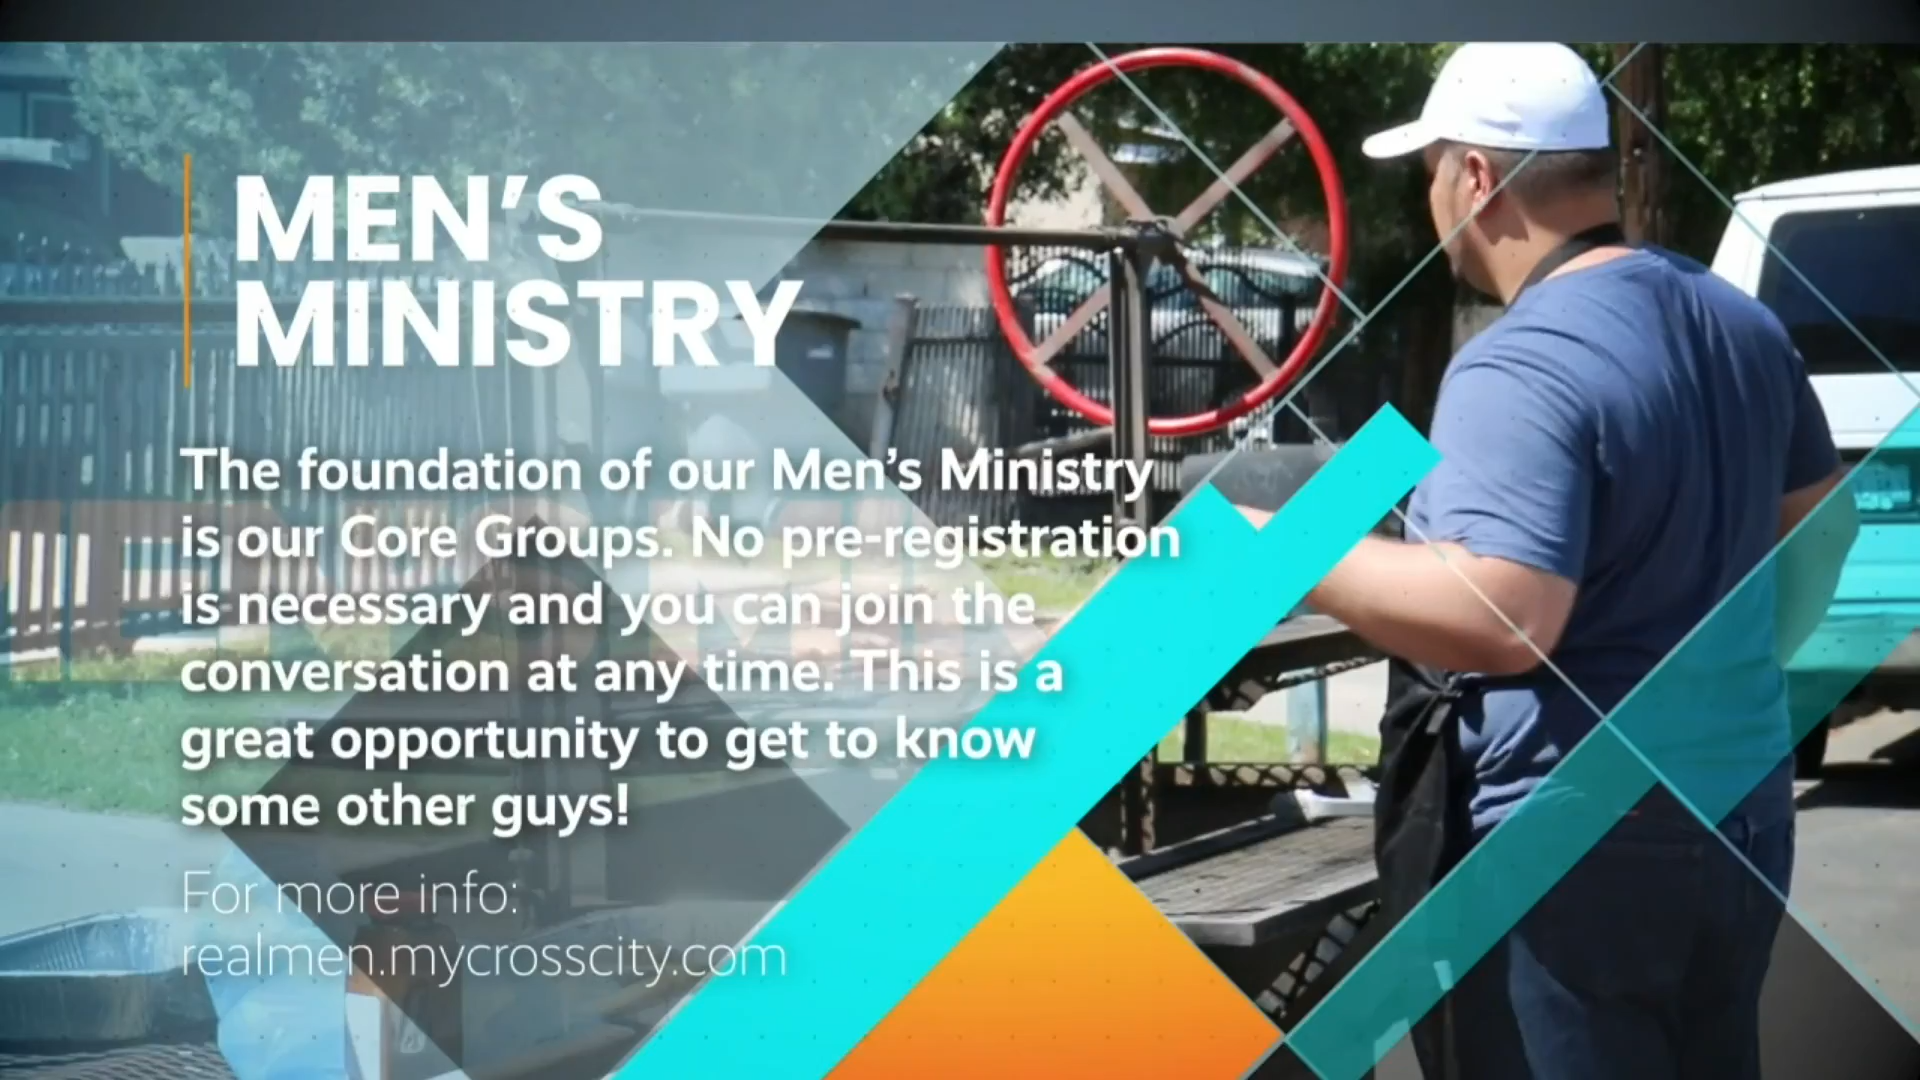 MEN'S
MINISTRY
The foundation of our Men's Ministry
is our Core Groups. No pre-registration
is necessary and you can join the
conversation at any time. This is a
great opportunity to get to know
some other guys!
For more info:
realmen.mycrosscity.com